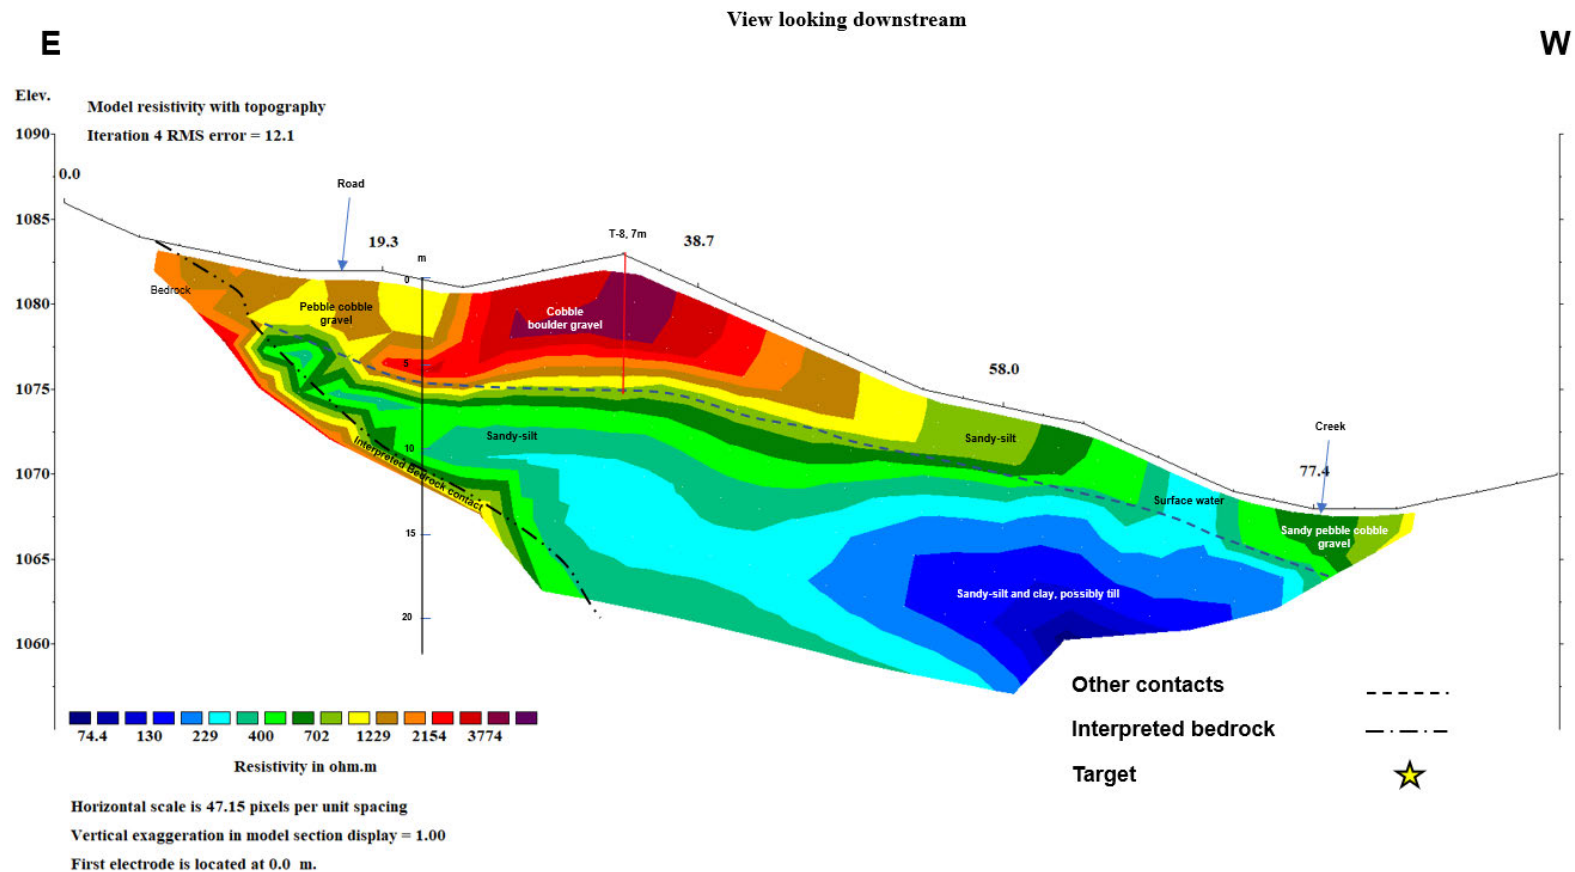 View looking downstream
E
W
Elev.
Model resistivity with topography
Iteration 4 RMS error = 12.1
1090
0.0
Road
1085
19.3
T-8, 7m
38.7
m
0
Bedrock
1080
Pebble cobble
gravel
Cobble
boulder gravel
5
1075
58.0
Creek
Sandy-silt
Sandy-silt
10
Interpreted Bedrock contact
1070
77.4
Surface water
15
Sandy pebble cobble
gravel
1065
Sandy-silt and clay, possibly till
20
1060
Other contacts
Interpreted bedrock
Target
74.4 130 229 400 702 1229 2154 3774
Resistivity in ohm.m
Horizontal scale is 47.15 pixels per unit spacing
Vertical exaggeration in model section display = 1.00
First electrode is located at 0.0 m.